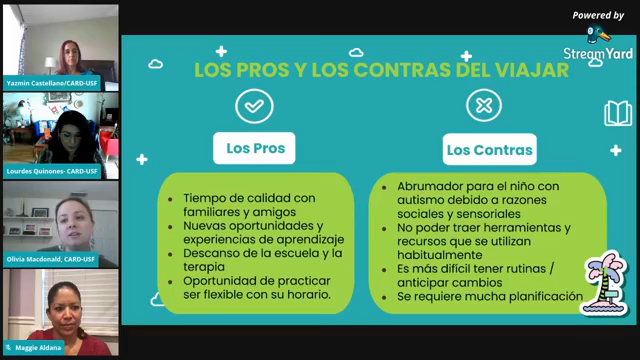 Powered by
StreamYard
Yazmin Castellano/CARD-USF
Lourdes Quinones- CARD-USF
Olivia Macdonald, CARD-USF
Maggie Aldana
LOS PROS Y LOS CONTRAS DEL VIAJAR
Los Pros
Tiempo de calidad con
familiares y amigos
Nuevas oportunidades y
experiencias de aprendizaje
Descanso de la escuela y la
terapia
Oportunidad de practicar
ser flexible con su horario.
Los Contras
Abrumador para el niño con
autismo debido a razones
sociales y sensoriales
No poder traer herramientas y
recursos que se utilizan
habitualmente
Es más difícil tener rutinas /
anticipar cambios
Se requiere mucha planificación